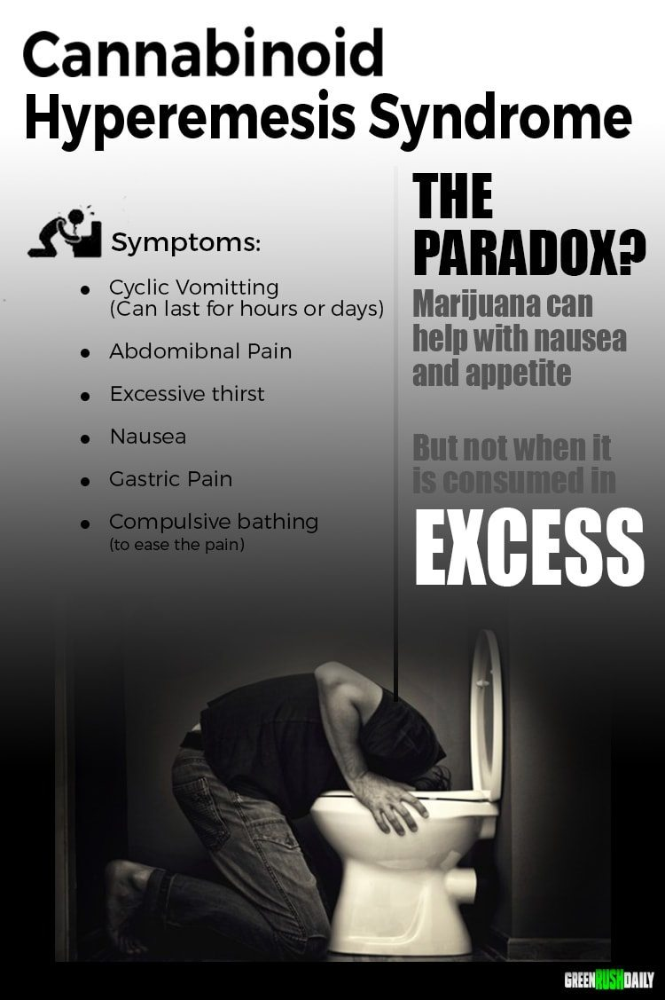 Cannabinoid
Hyperemesis Syndrome
Symptoms:
• Cyclic Vomitting
(Can last for hours or days)
• Abdomibnal Pain
• Excessive thirst
• Nausea
• Gastric Pain
• Compulsive bathing
(to ease the pain)
THE
PARADOX?
Marijuana can
help with nausea
and appetite
But not when it
is consumed in
EXCESS
GREENRUSHDAILY